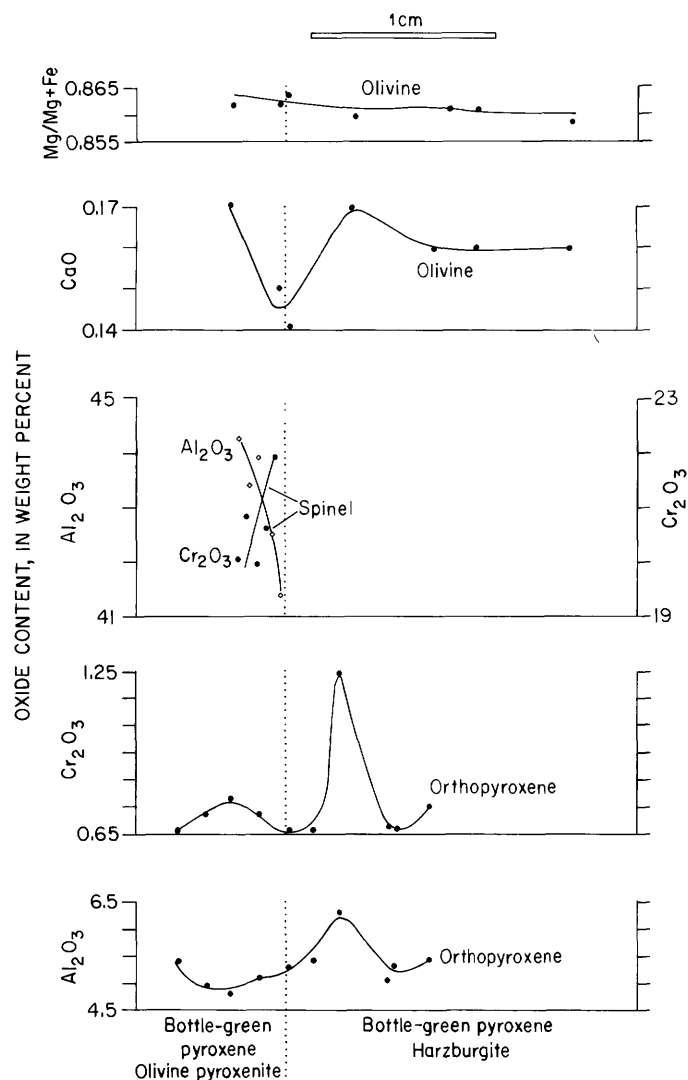 1cm
Mg/Mg+Fe
0.865
0.855
Olivine
CaO
0.17
0.14
Olivine
OXIDE CONTENT, IN WEIGHT PERCENT
Al2O3
45
41
Al2O3
Cr2O3
Spinel
23
19
Cr2O3
Cr2O3
1.25
0.65
Orthopyroxene
Al2O3
6.5
4.5
Orthopyroxene
Bottle-green
pyroxene
Olivine pyroxenite
Bottle-green pyroxene
Harzburgite